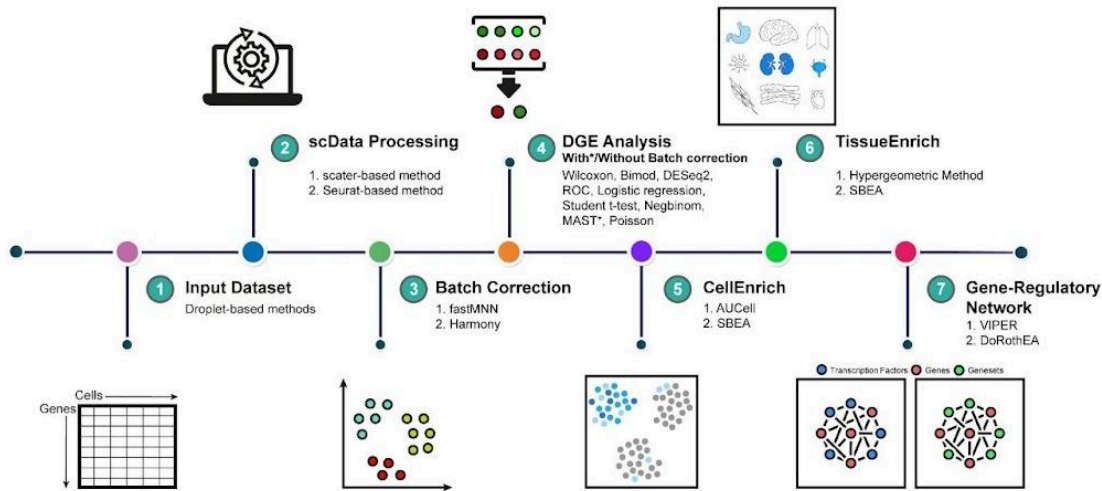 2
scData Processing
1. scater-based method
2. Seurat-based method
4
DGE Analysis
With*/Without Batch correction
Wilcoxon, Bimod, DESeq2,
ROC, Logistic regression,
Student t-test, Negbinom,
MAST*, Poisson
6
TissueEnrich
1. Hypergeometric Method
2. SBEA
1
Input Dataset
Droplet-based methods
3
Batch Correction
1. fastMNN
2. Harmony
5
CellEnrich
1. AUCell
2. SBEA
7
Gene-Regulatory
Network
1. VIPER
2. DoRothEA
Cells
Genes
Transcription Factors
Genes
Genesets